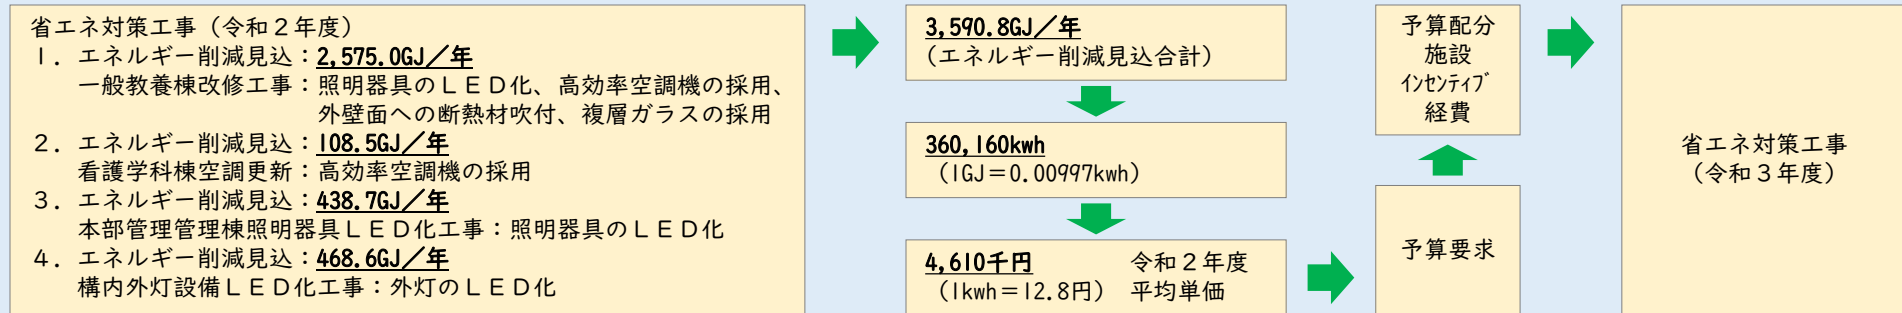 省エネ対策工事（令和２年度）
１．エネルギー削減見込：2,575.0GJ／年
一般教養棟改修工事：照明器具のＬＥＤ化、高効率空調機の採用、
外壁面への断熱材吹付、複層ガラスの採用
２．エネルギー削減見込：108.5GJ／年
看護学科棟空調更新：高効率空調機の採用
３．エネルギー削減見込：438.7GJ／年
本部管理管理棟照明器具ＬＥＤ化工事：照明器具のＬＥＤ化
４．エネルギー削減見込：468.6GJ／年
構内外灯設備ＬＥＤ化工事：外灯のＬＥＤ化
3,590.8GJ／年
（エネルギー削減見込合計）
360,160kwh
（1GJ＝0.00997kwh）
4,610千円　令和２年度
（1kwh＝12.8円）　平均単価
予算配分
施設
ｲﾝｾﾝﾃｨﾌﾞ
経費
予算要求
省エネ対策工事
（令和３年度）